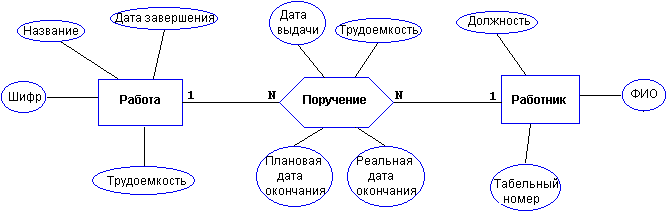 Название
Дата завершения
Шифр
Работа
Трудоемкость
1
N
Дата
выдачи
Трудоемкость
Поручение
Плановая
дата
окончания
Реальная
дата
окончания
N
1
Должность
Работник
ФИО
Табельный
номер